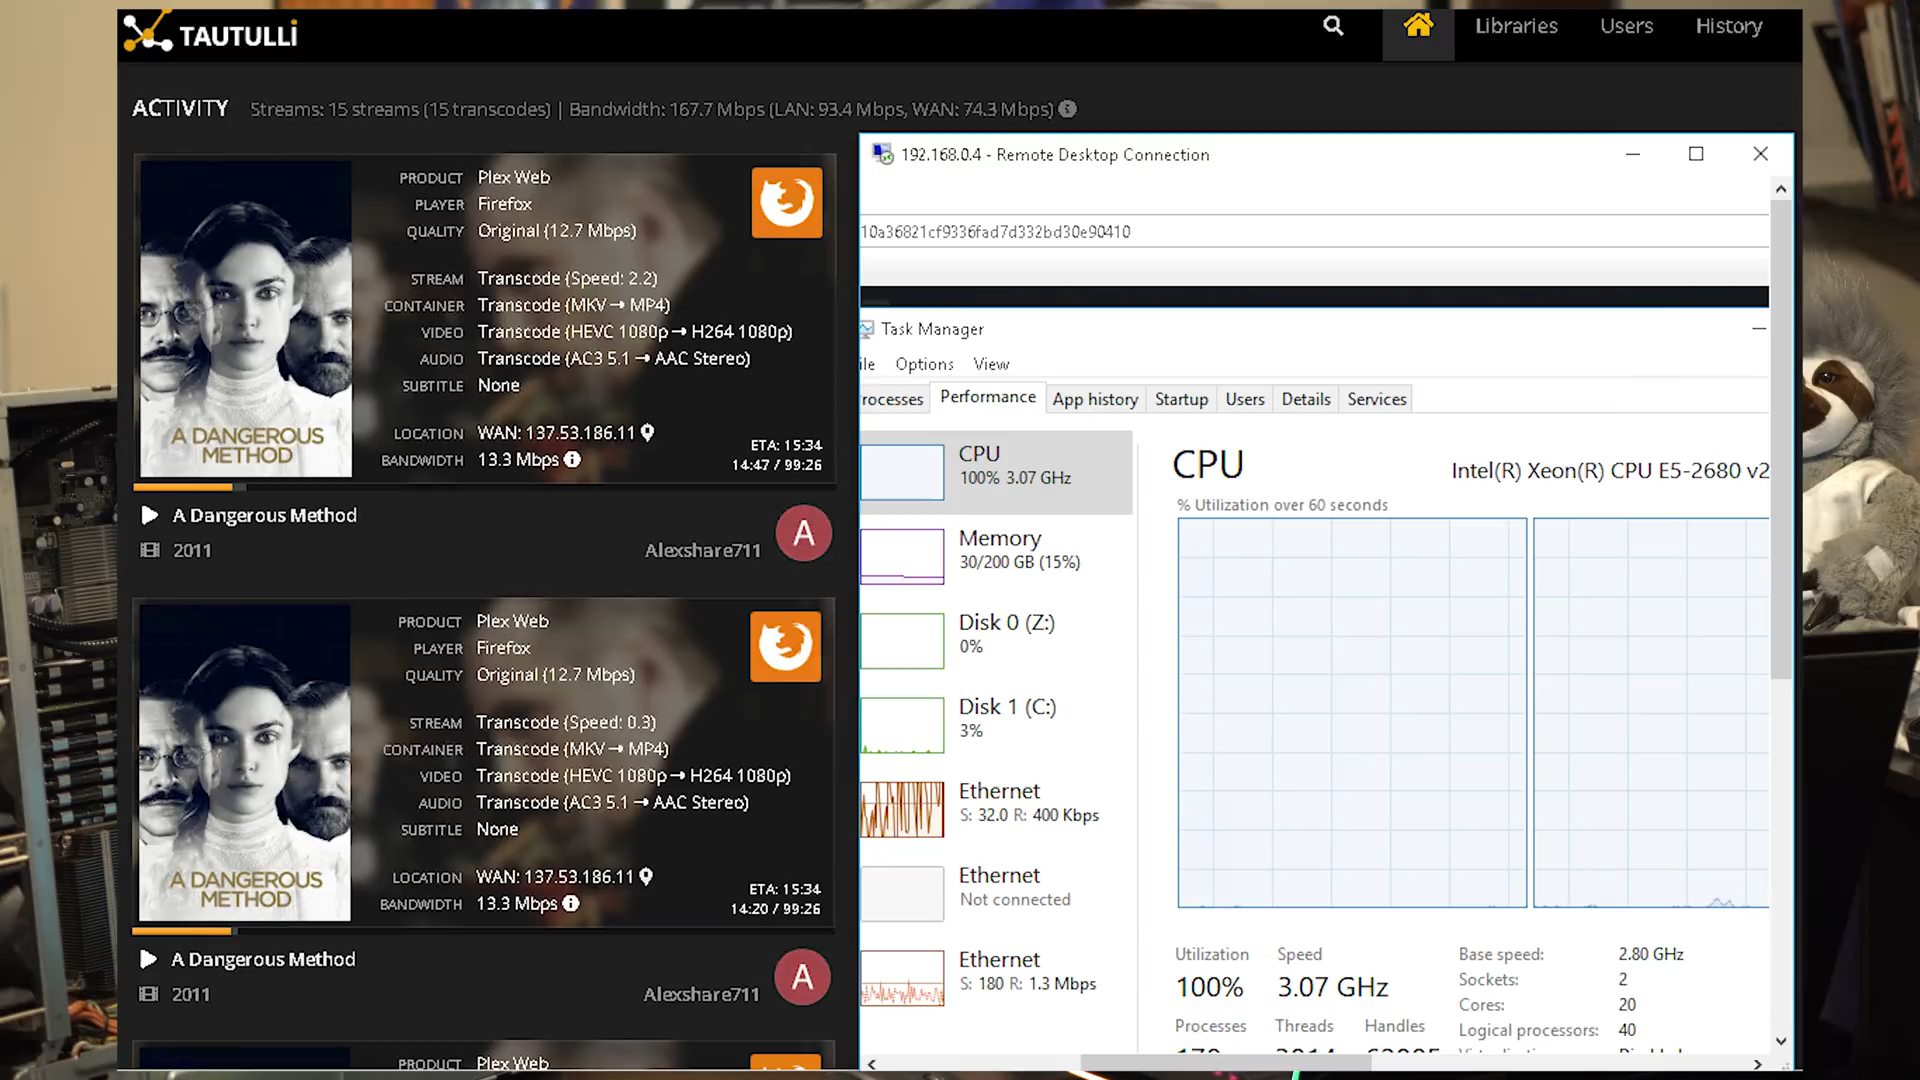 TAUTULLi
Libraries
Users
History
ACTIVITY
Streams: 15 streams (15 transcodes) | Bandwidth: 167.7 Mbps (LAN: 93.4 Mbps, WAN: 74.3 Mbps)
PRODUCT Plex Web
PLAYER Firefox
QUALITY Original (12.7 Mbps)
STREAM Transcode (Speed: 2.2)
CONTAINER Transcode (MKV → MP4)
VIDEO Transcode (HEVC 1080p → H264 1080p)
AUDIO Transcode (AC3 5.1 → AAC Stereo)
SUBTITLE None
LOCATION WAN: 137.53.186.11
BANDWIDTH 13.3 Mbps
ETA: 15:34
14:47 / 99:26
A DANGEROUS
METHOD
A Dangerous Method
2011
Alexshare711
A
PRODUCT Plex Web
PLAYER Firefox
QUALITY Original (12.7 Mbps)
STREAM Transcode (Speed: 0.3)
CONTAINER Transcode (MKV → MP4)
VIDEO Transcode (HEVC 1080p → H264 1080p)
AUDIO Transcode (AC3 5.1 → AAC Stereo)
SUBTITLE None
LOCATION WAN: 137.53.186.11
BANDWIDTH 13.3 Mbps
ETA: 15:34
14:20 / 99:26
A DANGEROUS
METHOD
A Dangerous Method
2011
Alexshare711
A
PRODUCT Plex Web
192.168.0.4 - Remote Desktop Connection
10a36821cf9336fad7d332bd30e90410
Task Manager
ile Options View
rocesses Performance App history Startup Users Details Services
CPU
100% 3.07 GHz
Memory
30/200 GB (15%)
Disk 0 (Z:)
0%
Disk 1 (C:)
3%
Ethernet
S: 32.0 R: 400 Kbps
Ethernet
Not connected
Ethernet
S: 180 R: 1.3 Mbps
CPU
Intel(R) Xeon(R) CPU E5-2680 v2
% Utilization over 60 seconds
Utilization Speed
100% 3.07 GHz
Processes Threads Handles
Base speed: 2.80 GHz
Sockets: 2
Cores: 20
Logical processors: 40